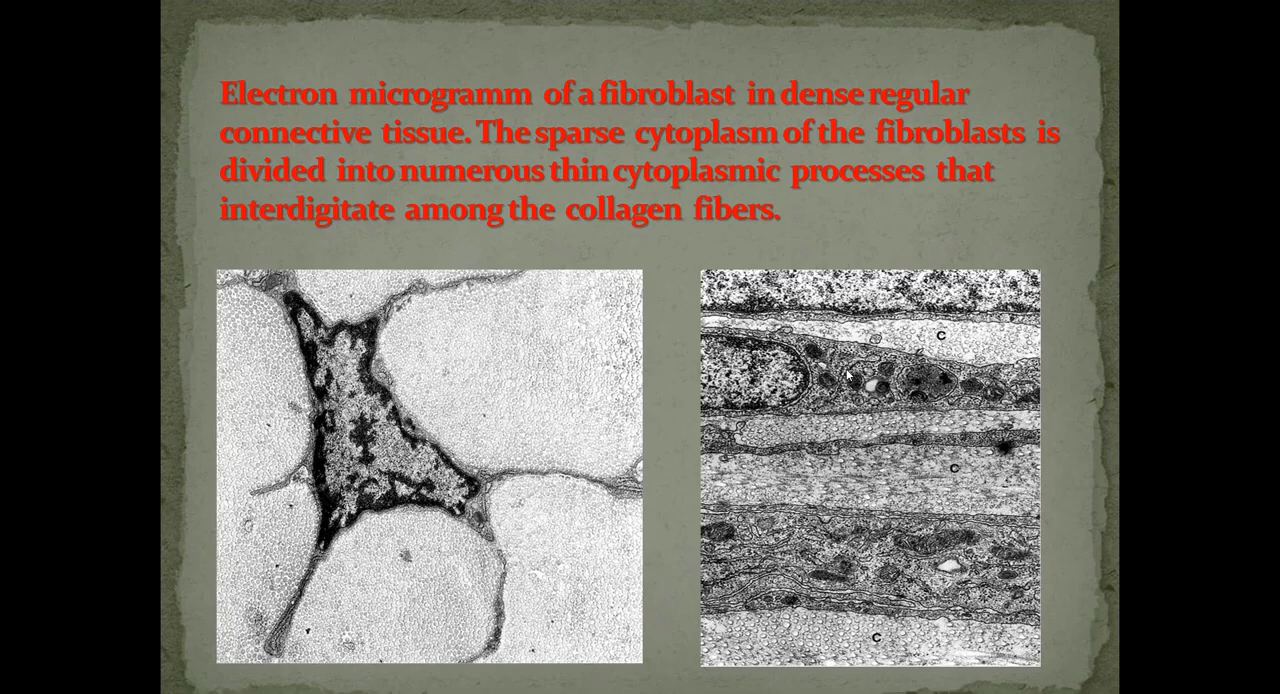 Electron microgramm of a fibroblast in dense regular
connective tissue. The sparse cytoplasm of the fibroblasts is
divided into numerous thin cytoplasmic processes that
interdigitate among the collagen fibers.
C
C
C